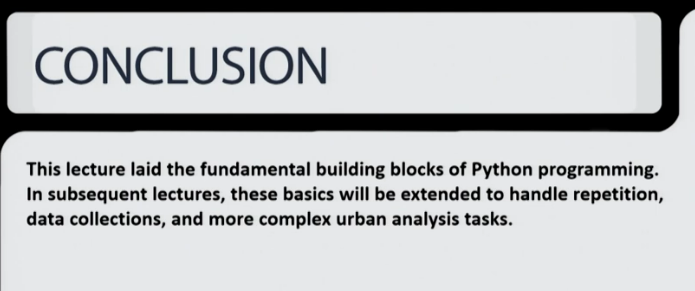 CONCLUSION
This lecture laid the fundamental building blocks of Python programming.
In subsequent lectures, these basics will be extended to handle repetition,
data collections, and more complex urban analysis tasks.